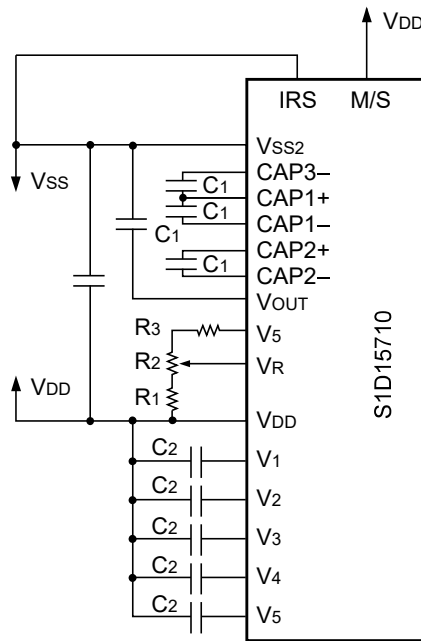 VDD
IRS M/S
VSS2
CAP3–
C1
CAP1+
VSS
C1
CAP1–
C1
CAP2+
C1
CAP2–
VOUT
R3
V5
R2
VR
VDD
R1
VDD
C2
V1
C2
V2
C2
V3
C2
V4
C2
V5
S1D15710